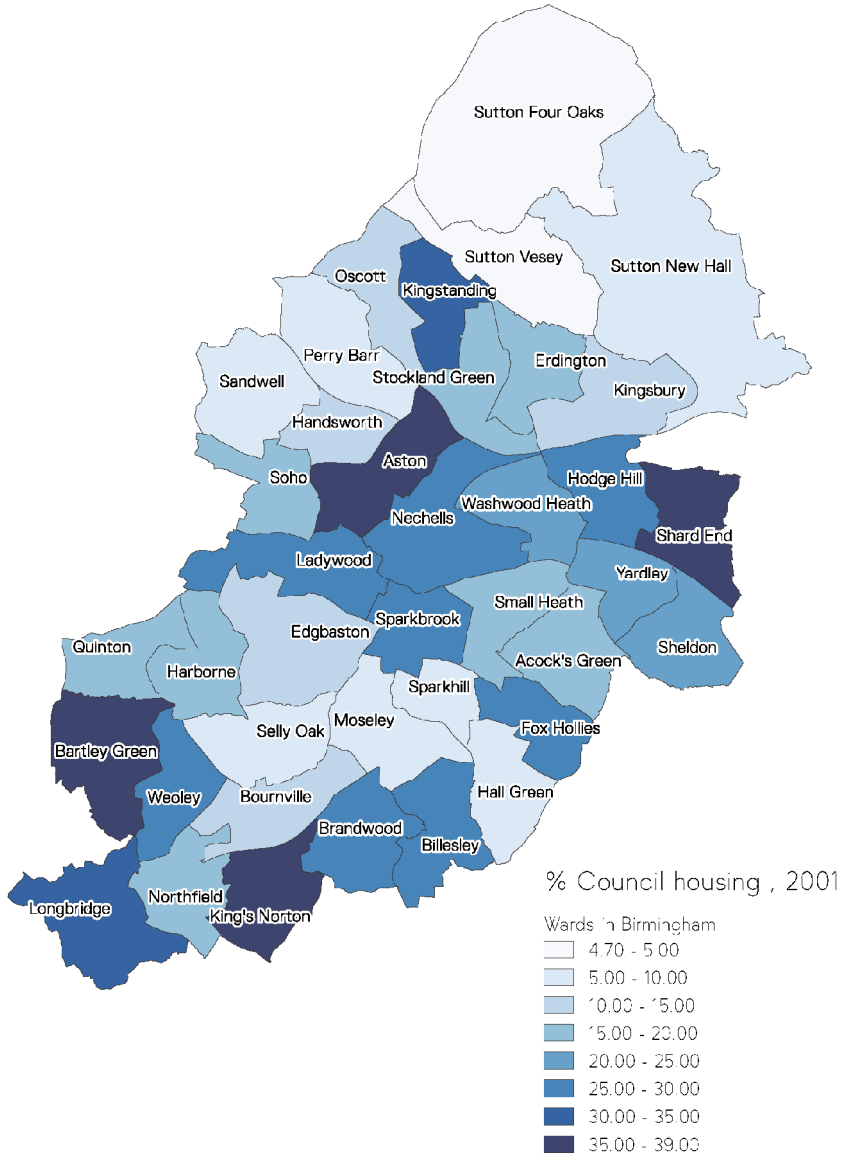 Sutton Four Oaks
Sutton Vesey
Sutton New Hall
Oscott
Kingstanding
Perry Barr
Erdington
Sandwell
Stockland Green
Kingsbury
Handsworth
Aston
Soho
Hodge Hill
Washwood Heath
Nechells
Shard End
Ladywood
Yardley
Small Heath
Sparkbrook
Edgbaston
Quinton
Sheldon
Harborne
Acock's Green
Sparkhill
Moseley
Selly Oak
Fox Hollies
Bartley Green
Hall Green
Weoley
Bournville
Brandwood
Billesley
Longbridge
Northfield
King's Norton
% Council housing , 2001
Wards in Birmingham
4.70 - 5.00
5.00 - 10.00
10.00 - 15.00
15.00 - 20.00
20.00 - 25.00
25.00 - 30.00
30.00 - 35.00
35.00 - 39.00